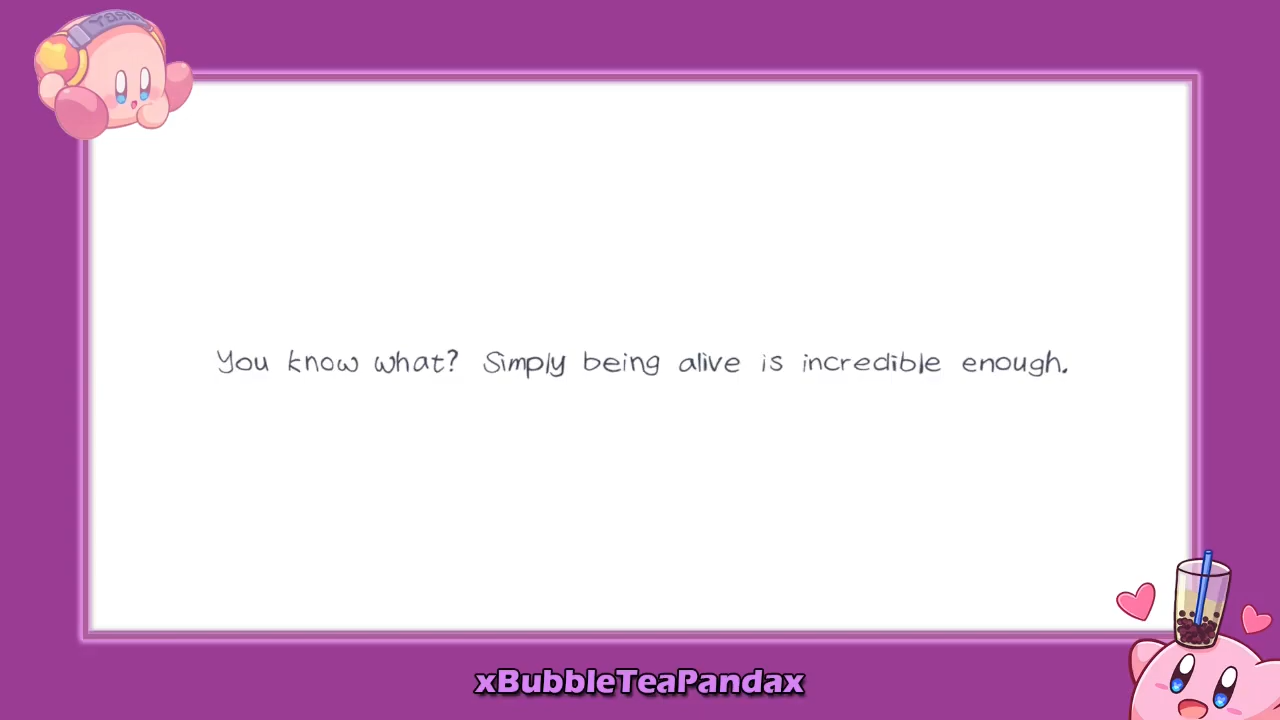 You know what? Simply being alive is incredible enough.
xBubbleTeaPandax